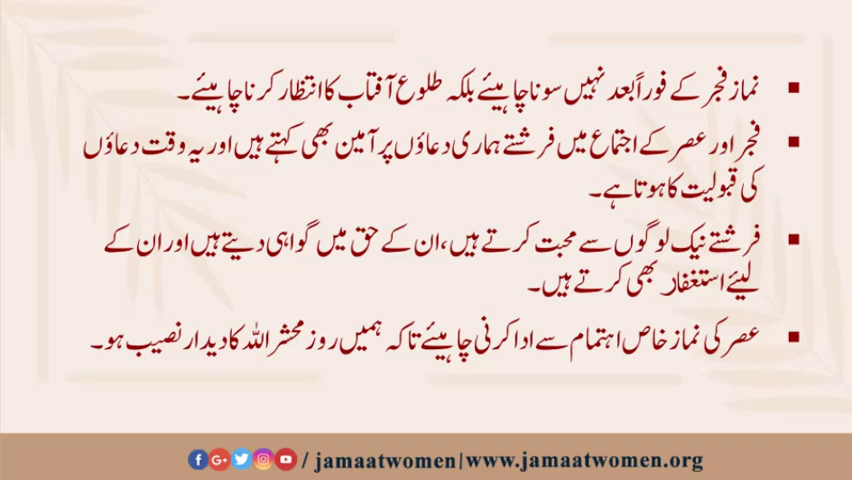 ▪ نماز فجر کے فوراً بعد نہیں سونا چاہیئے بلکہ طلوع آفتاب کا انتظار کرنا چاہیئے۔
▪ فجر اور عصر کے اجتماع میں فرشتے ہماری دعاؤں پر آمین بھی کہتے ہیں اور یہ وقت دعاؤں
کی قبولیت کا ہوتا ہے۔
▪ فرشتے نیک لوگوں سے محبت کرتے ہیں، ان کے حق میں گواہی دیتے ہیں اور ان کے
لیئے استغفار بھی کرتے ہیں۔
▪ عصر کی نماز خاص اہتمام سے ادا کرنی چاہیئے تاکہ ہمیں روز محشر اللہ کا دیدار نصیب ہو۔
/ jamaatwomen|www.jamaatwomen.org